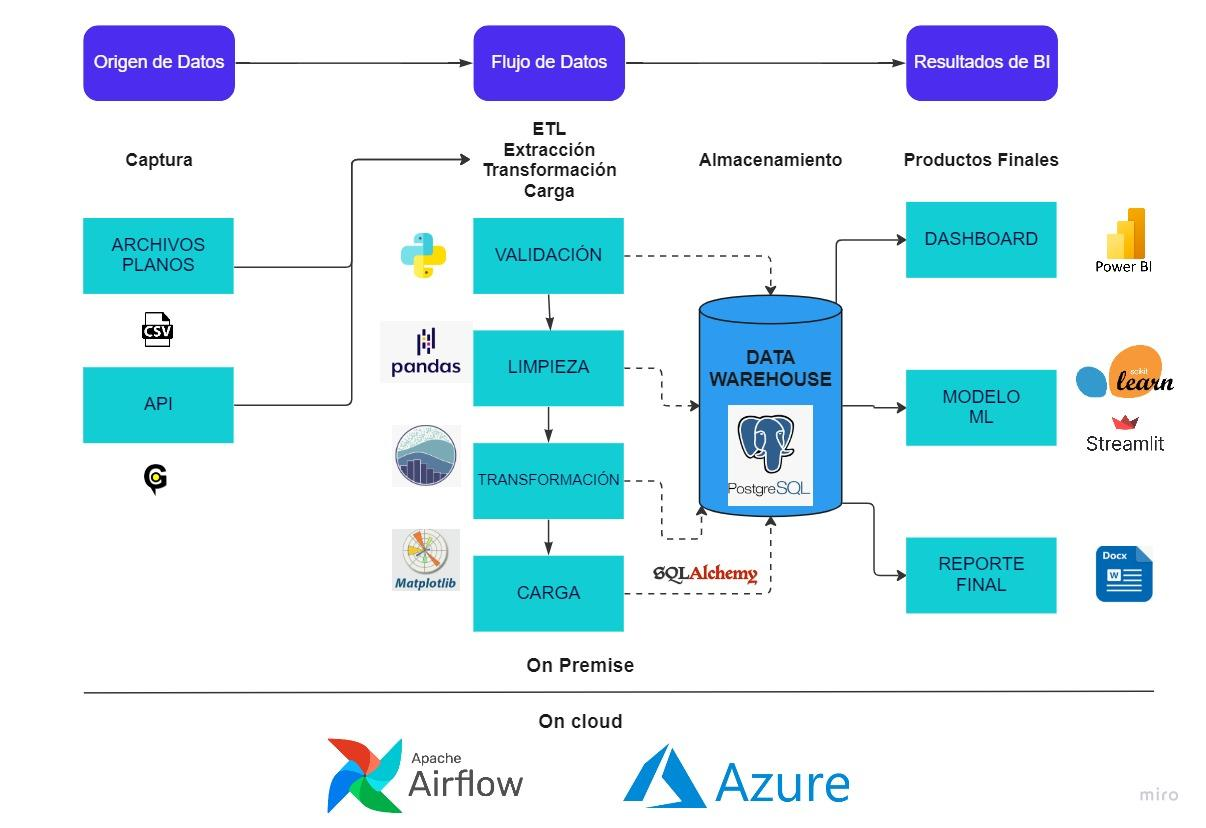 Origen de Datos
Flujo de Datos
Resultados de BI
Captura
ETL
Extracción
Transformación
Carga
Almacenamiento
Productos Finales
ARCHIVOS
PLANOS
CSV
API
G
VALIDACIÓN
pandas
LIMPIEZA
TRANSFORMACIÓN
Matplotlib
CARGA
SQLAlchemy
DATA
WAREHOUSE
PostgreSQL
DASHBOARD
Power BI
MODELO
ML
scikit
learn
Streamlit
REPORTE
FINAL
Docx
W
On Premise
On cloud
Apache
Airflow
Azure
miro